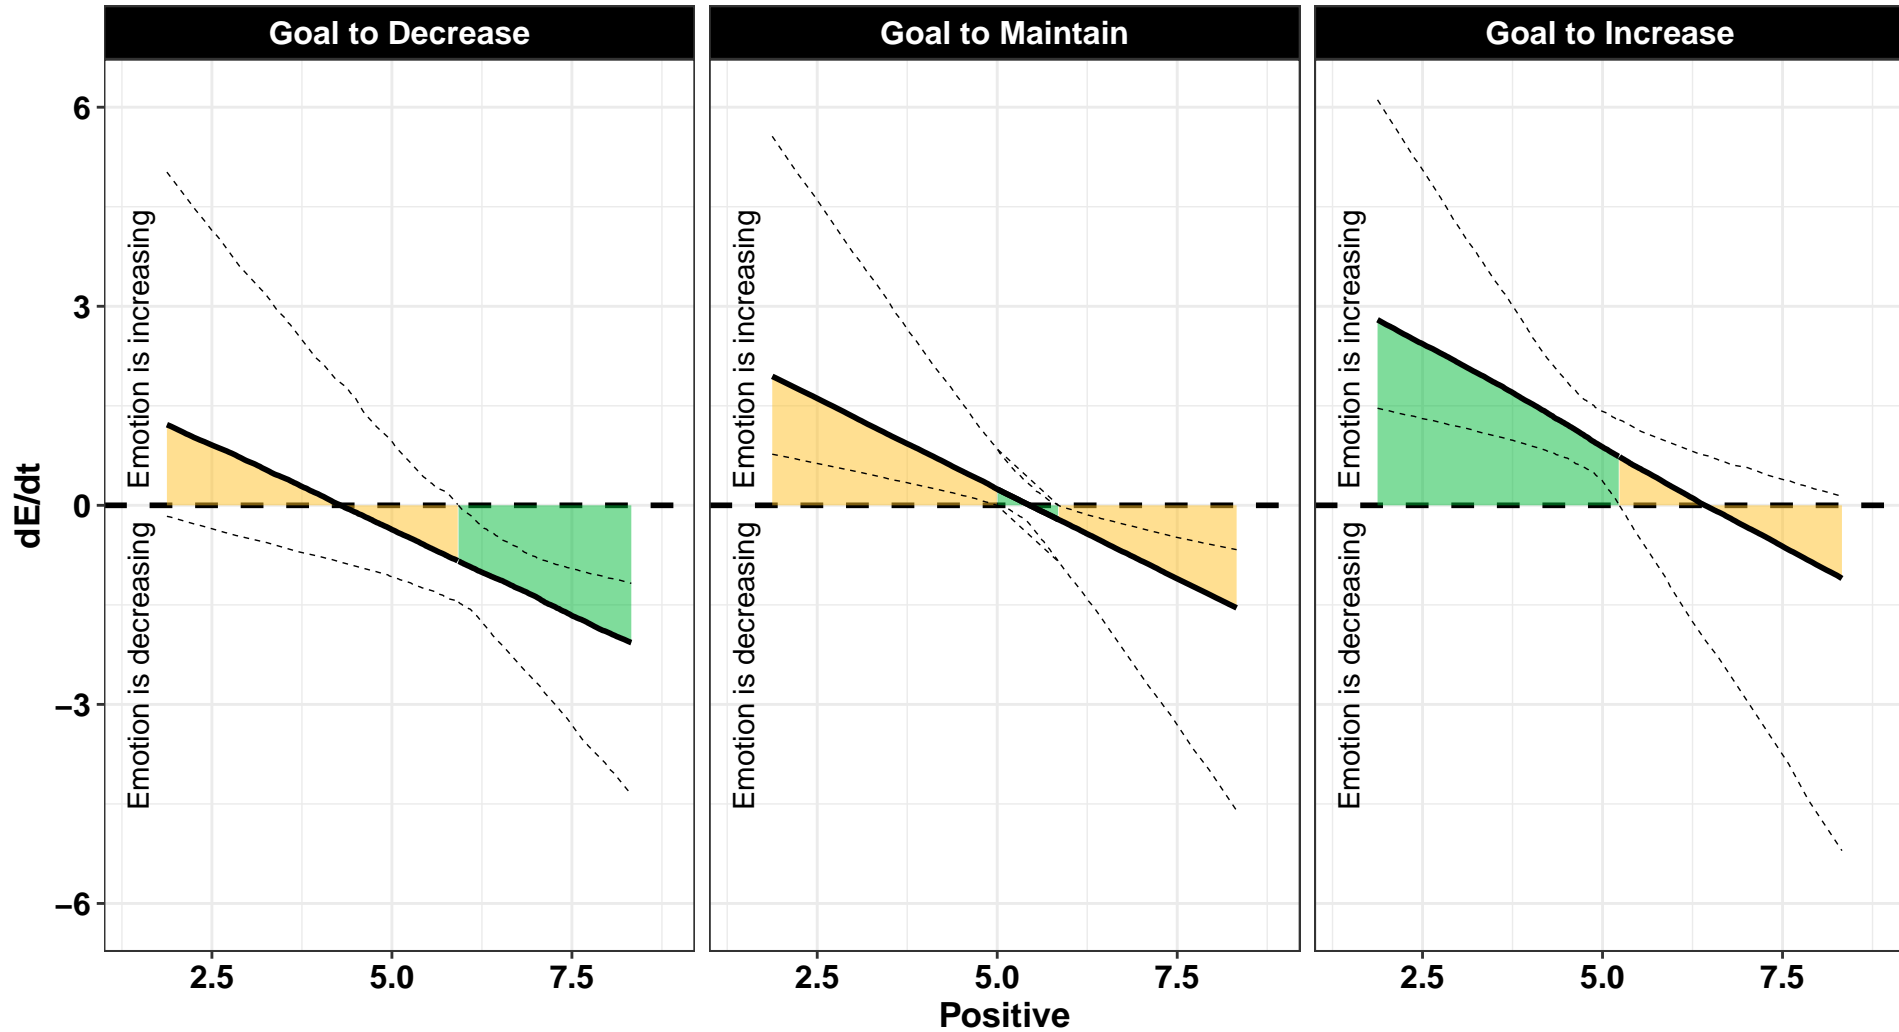 Goal to Decrease
Goal to Maintain
Goal to Increase
dE/dt
6
3
0
−3
−6
Emotion is increasing
Emotion is decreasing
Emotion is increasing
Emotion is decreasing
Emotion is increasing
Emotion is decreasing
2.5
5.0
7.5
2.5
5.0
7.5
2.5
5.0
7.5
Positive